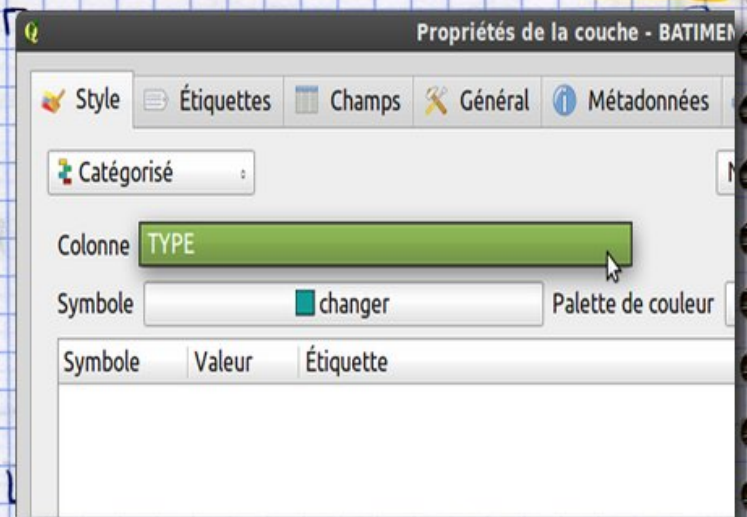 Propriétés de la couche - BATIMEN
Style Étiquettes Champs Général Métadonnées
Catégorisé N
Colonne TYPE
Symbole changer Palette de couleur
Symbole Valeur Étiquette